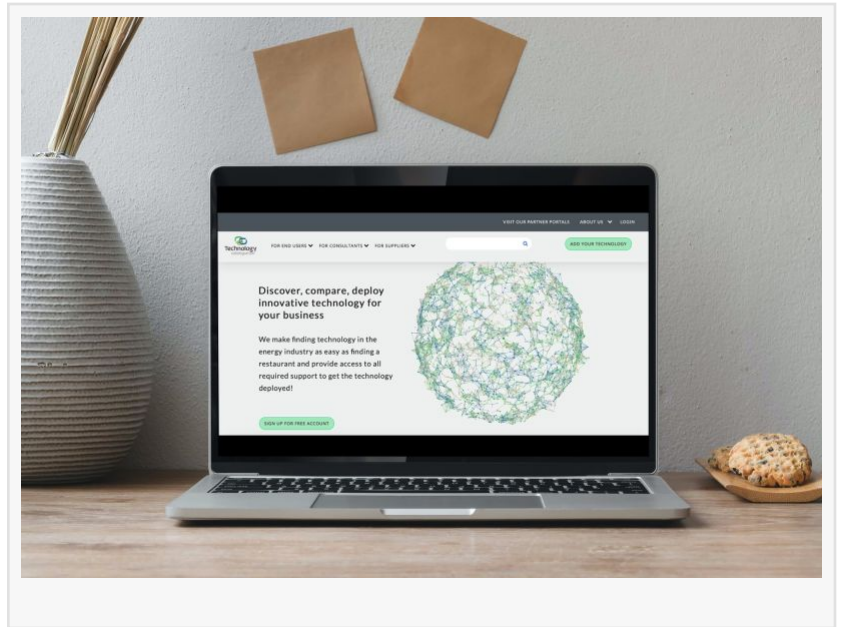 VISIT OUR PARTNER PORTALS ABOUT US LOGIN
Technology
FOR END USERS FOR CONSULTANTS FOR SUPPLIERS
ADD YOUR TECHNOLOGY
Discover, compare, deploy
innovative technology for
your business
We make finding technology in the
energy industry as easy as finding a
restaurant and provide access to all
required support to get the technology
deployed!
SIGN UP FOR FREE ACCOUNT